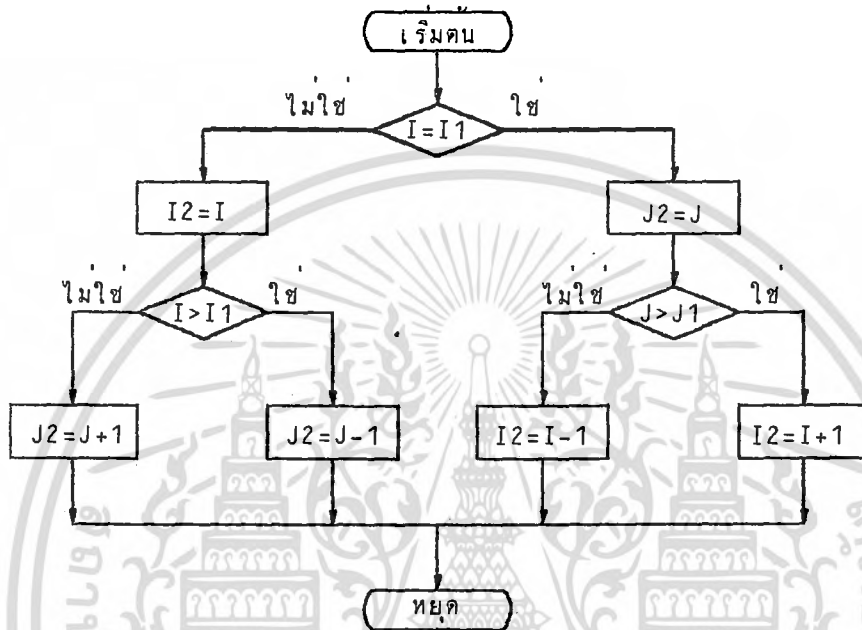 เริ่มต้น
ไม่ใช่ ใช่
I=I1
I2=I J2=J
ไม่ใช่ ใช่ ไม่ใช่ ใช่
I>I1 J>J1
J2=J+1 J2=J-1 I2=I-1 I2=I+1
หยุด